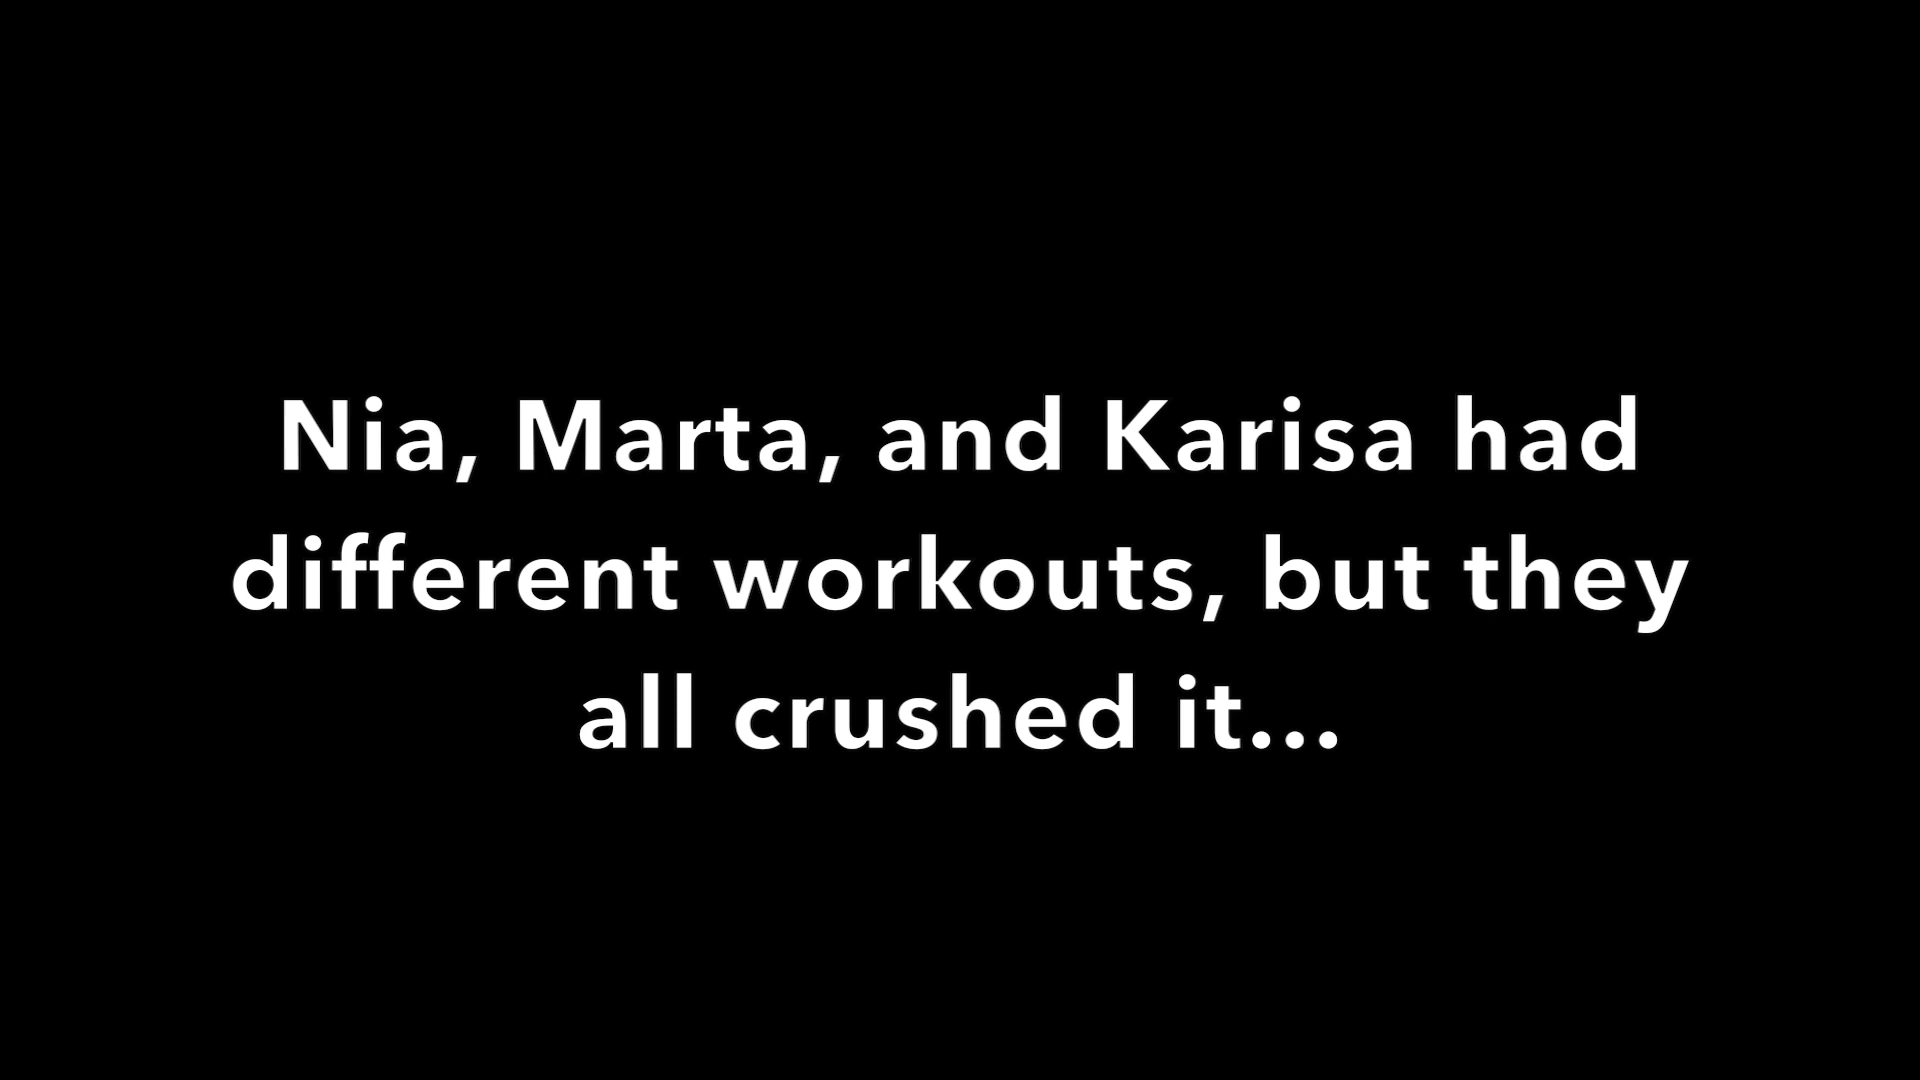 Nia, Marta, and Karisa had
different workouts, but they
all crushed it...